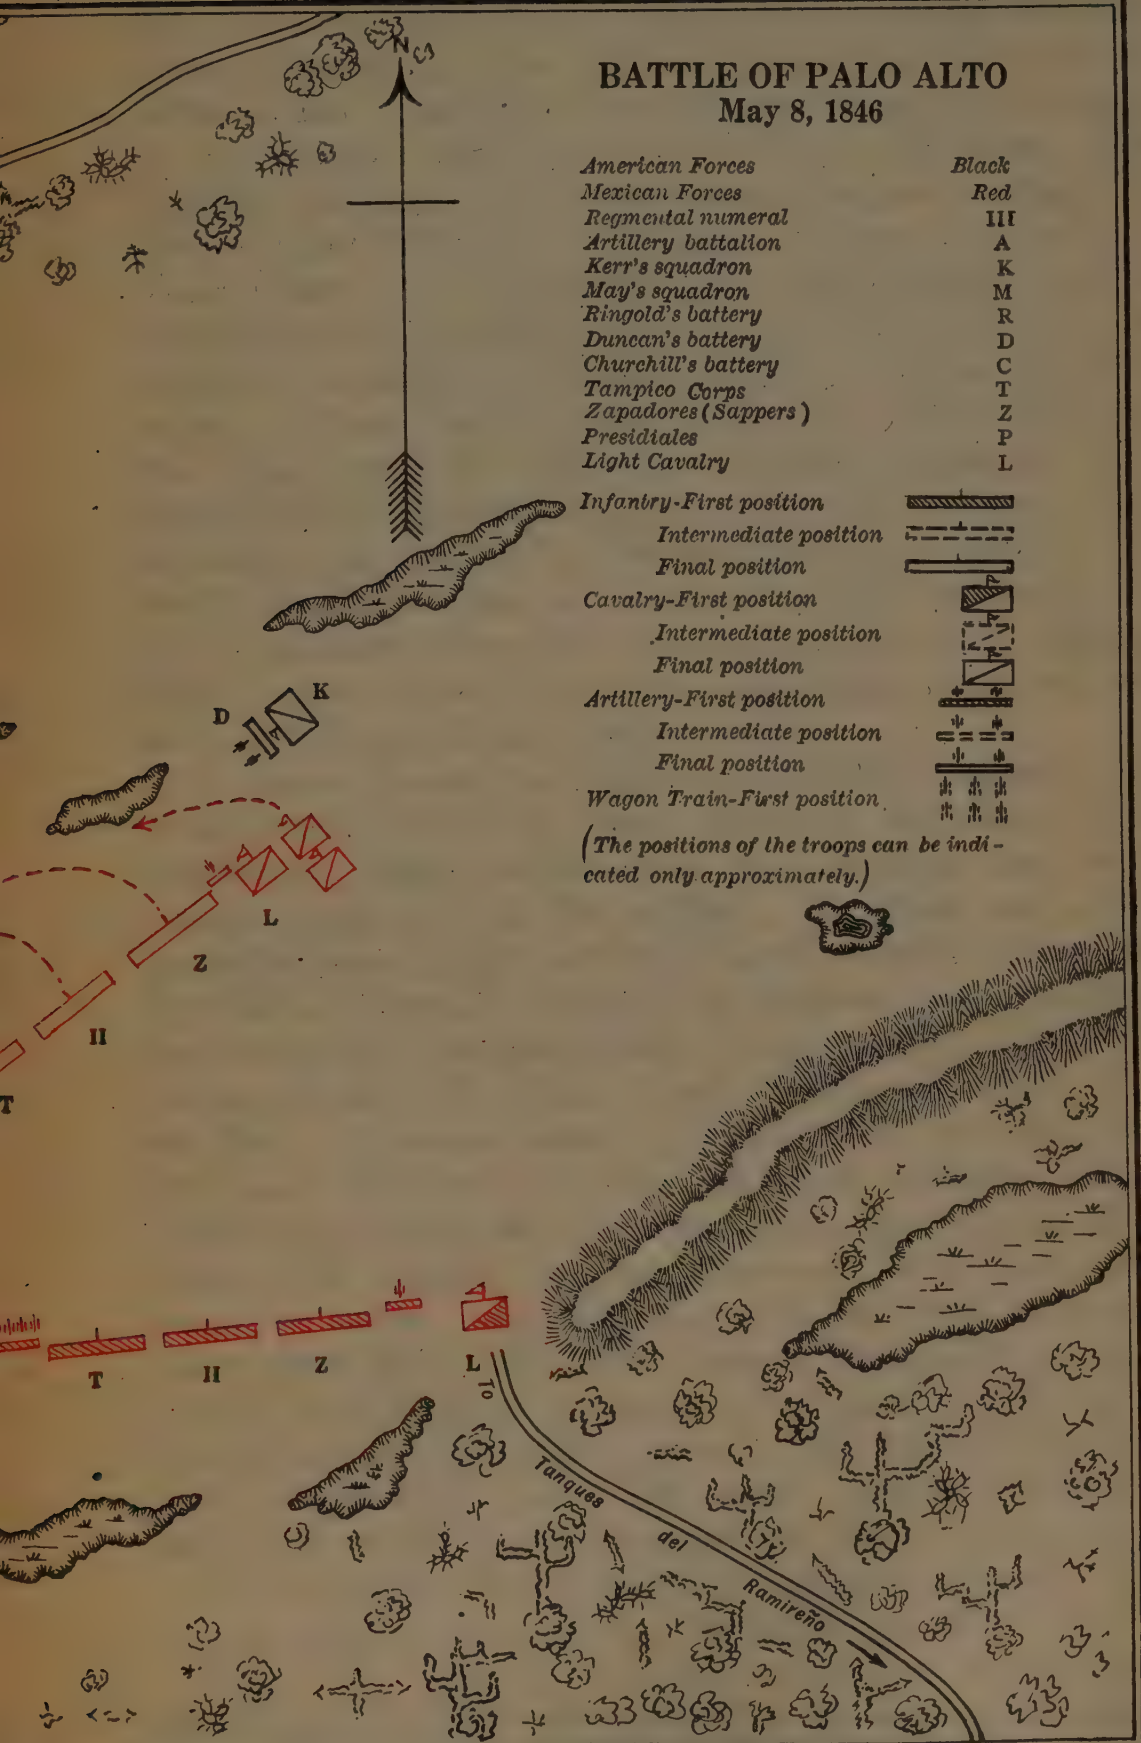 N
BATTLE OF PALO ALTO
May 8, 1846
American Forces Black
Mexican Forces Red
Regmental numeral III
Artillery battalion A
Kerr's squadron K
May's squadron M
Ringold's battery R
Duncan's battery D
Churchill's battery C
Tampico Corps T
Zapadores (Sappers) Z
Presidiales P
Light Cavalry L
Infantry-First position
Intermediate position
Final position
Cavalry-First position
Intermediate position
Final position
Artillery-First position
Intermediate position
Final position
Wagon Train-First position
(The positions of the troops can be indi-
cated only approximately.)
K
D
L
Z
II
T
T
II
Z
L
To
Tanques
del
Ramireño